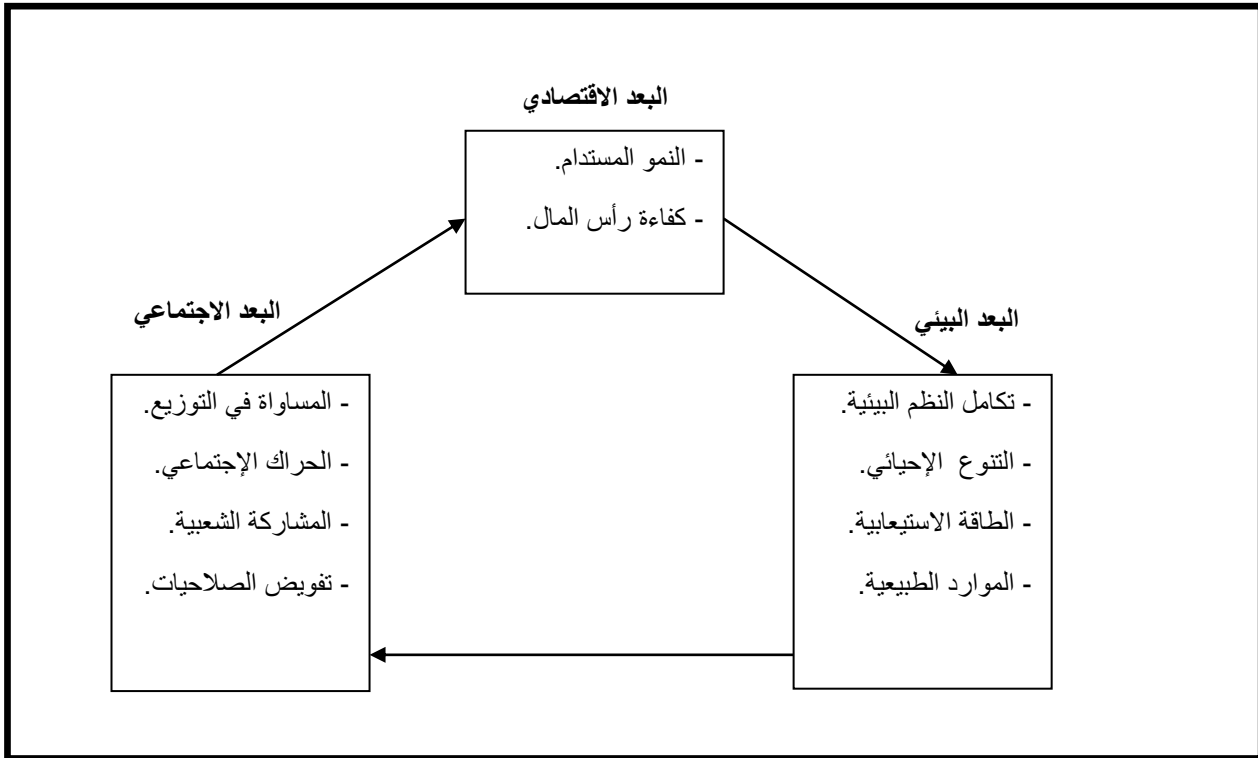 البعد الاقتصادي
- النمو المستدام.
- كفاءة رأس المال.
البعد البيئي
- تكامل النظم البيئية.
- التنوع الإحيائي.
- الطاقة الاستيعابية.
- الموارد الطبيعية.
البعد الاجتماعي
- المساواة في التوزيع.
- الحراك الإجتماعي.
- المشاركة الشعبية.
- تفويض الصلاحيات.